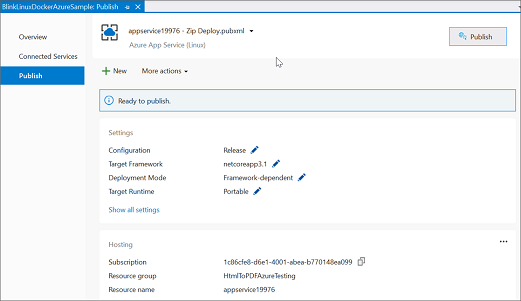 BlinkLinuxDockerAzureSample: Publish
Overview
Connected Services
Publish
appservice19976 - Zip Deploy.pubxml
Azure App Service (Linux)
Publish
New
More actions
Ready to publish.
Settings
Configuration Release
Target Framework netcoreapp3.1
Deployment Mode Framework-dependent
Target Runtime Portable
Show all settings
Hosting
Subscription 1c86cfe8-d6e1-4001-abea-b770148ea099
Resource group HtmlToPDFAzureTesting
Resource name appservice19976